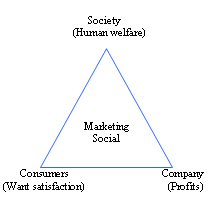 Society
(Human welfare)
Marketing
Social
Consumers
(Want satisfaction)
Company
(Profits)